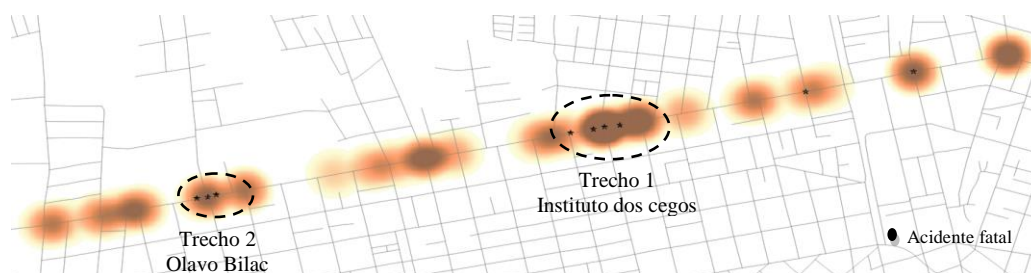 Trecho 1
Instituto dos cegos
Trecho 2
Olavo Bilac
Acidente fatal